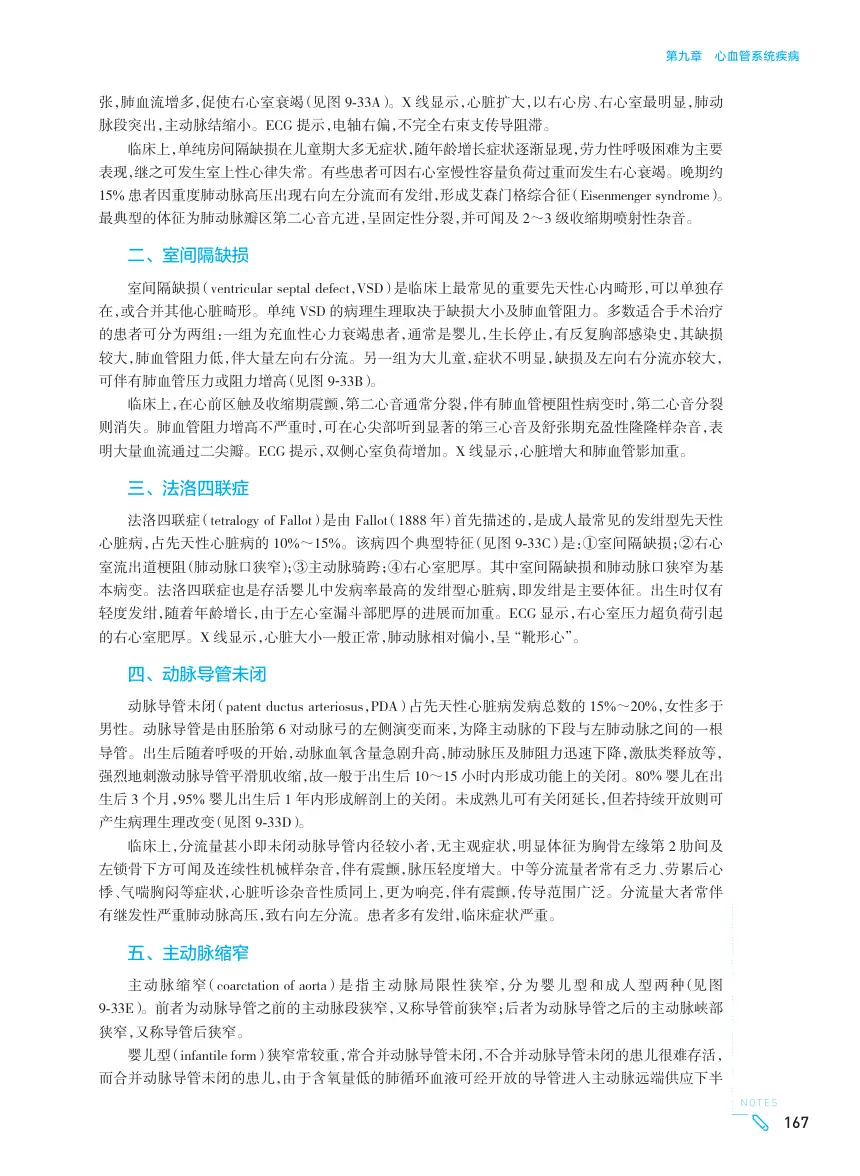 第九章 心血管系统疾病
张,肺血流增多,促使右心室衰竭(见图 9-33A)。X 线显示,心脏扩大,以右心房、右心室最明显,肺动
脉段突出,主动脉结缩小。ECG 提示,电轴右偏,不完全右束支传导阻滞。
临床上,单纯房间隔缺损在儿童期大多无症状,随年龄增长症状逐渐显现,劳力性呼吸困难为主要
表现,继之可发生室上性心律失常。有些患者可因右心室慢性容量负荷过重而发生右心衰竭。晚期约
15% 患者因重度肺动脉高压出现右向左分流而有发绀,形成艾森门格综合征(Eisenmenger syndrome)。
最典型的体征为肺动脉瓣区第二心音亢进,呈固定性分裂,并可闻及 2~3 级收缩期喷射性杂音。
二、室间隔缺损
室间隔缺损(ventricular septal defect,VSD)是临床上最常见的重要先天性心内畸形,可以单独存
在,或合并其他心脏畸形。单纯 VSD 的病理生理取决于缺损大小及肺血管阻力。多数适合手术治疗
的患者可分为两组:一组为充血性心力衰竭患者,通常是婴儿,生长停止,有反复胸部感染史,其缺损
较大,肺血管阻力低,伴大量左向右分流。另一组为大儿童,症状不明显,缺损及左向右分流亦较大,
可伴有肺血管压力或阻力增高(见图 9-33B)。
临床上,在心前区触及收缩期震颤,第二心音通常分裂,伴有肺血管梗阻性病变时,第二心音分裂
则消失。肺血管阻力增高不严重时,可在心尖部听到显著的第三心音及舒张期充盈性隆隆样杂音,表
明大量血流通过二尖瓣。ECG 提示,双侧心室负荷增加。X 线显示,心脏增大和肺血管影加重。
三、法洛四联症
法洛四联症(tetralogy of Fallot)是由 Fallot(1888 年)首先描述的,是成人最常见的发绀型先天性
心脏病,占先天性心脏病的 10%~15%。该病四个典型特征(见图 9-33C)是:①室间隔缺损;②右心
室流出道梗阻(肺动脉口狭窄);③主动脉骑跨;④右心室肥厚。其中室间隔缺损和肺动脉口狭窄为基
本病变。法洛四联症也是存活婴儿中发病率最高的发绀型心脏病,即发绀是主要体征。出生时仅有
轻度发绀,随着年龄增长,由于左心室漏斗部肥厚的进展而加重。ECG 显示,右心室压力超负荷引起
的右心室肥厚。X 线显示,心脏大小一般正常,肺动脉相对偏小,呈 “靴形心”。
四、动脉导管未闭
动脉导管未闭(patent ductus arteriosus,PDA)占先天性心脏病发病总数的 15%~20%,女性多于
男性。动脉导管是由胚胎第 6 对动脉弓的左侧演变而来,为降主动脉的下段与左肺动脉之间的一根
导管。出生后随着呼吸的开始,动脉血氧含量急剧升高,肺动脉压及肺阻力迅速下降,激肽类释放等,
强烈地刺激动脉导管平滑肌收缩,故一般于出生后 10~15 小时内形成功能上的关闭。80% 婴儿在出
生后 3 个月,95% 婴儿出生后 1 年内形成解剖上的关闭。未成熟儿可有关闭延长,但若持续开放则可
产生病理生理改变(见图 9-33D)。
临床上,分流量甚小即未闭动脉导管内径较小者,无主观症状,明显体征为胸骨左缘第 2 肋间及
左锁骨下方可闻及连续性机械样杂音,伴有震颤,脉压轻度增大。中等分流量者常有乏力、劳累后心
悸、气喘胸闷等症状,心脏听诊杂音性质同上,更为响亮,伴有震颤,传导范围广泛。分流量大者常伴
有继发性严重肺动脉高压,致右向左分流。患者多有发绀,临床症状严重。
五、主动脉缩窄
主动脉缩窄(coarctation of aorta)是指主动脉局限性狭窄,分为婴儿型和成人型两种(见图
9-33E)。前者为动脉导管之前的主动脉段狭窄,又称导管前狭窄;后者为动脉导管之后的主动脉峡部
狭窄,又称导管后狭窄。
婴儿型(infantile form)狭窄常较重,常合并动脉导管未闭,不合并动脉导管未闭的患儿很难存活,
而合并动脉导管未闭的患儿,由于含氧量低的肺循环血液可经开放的导管进入主动脉远端供应下半
NOTES
167